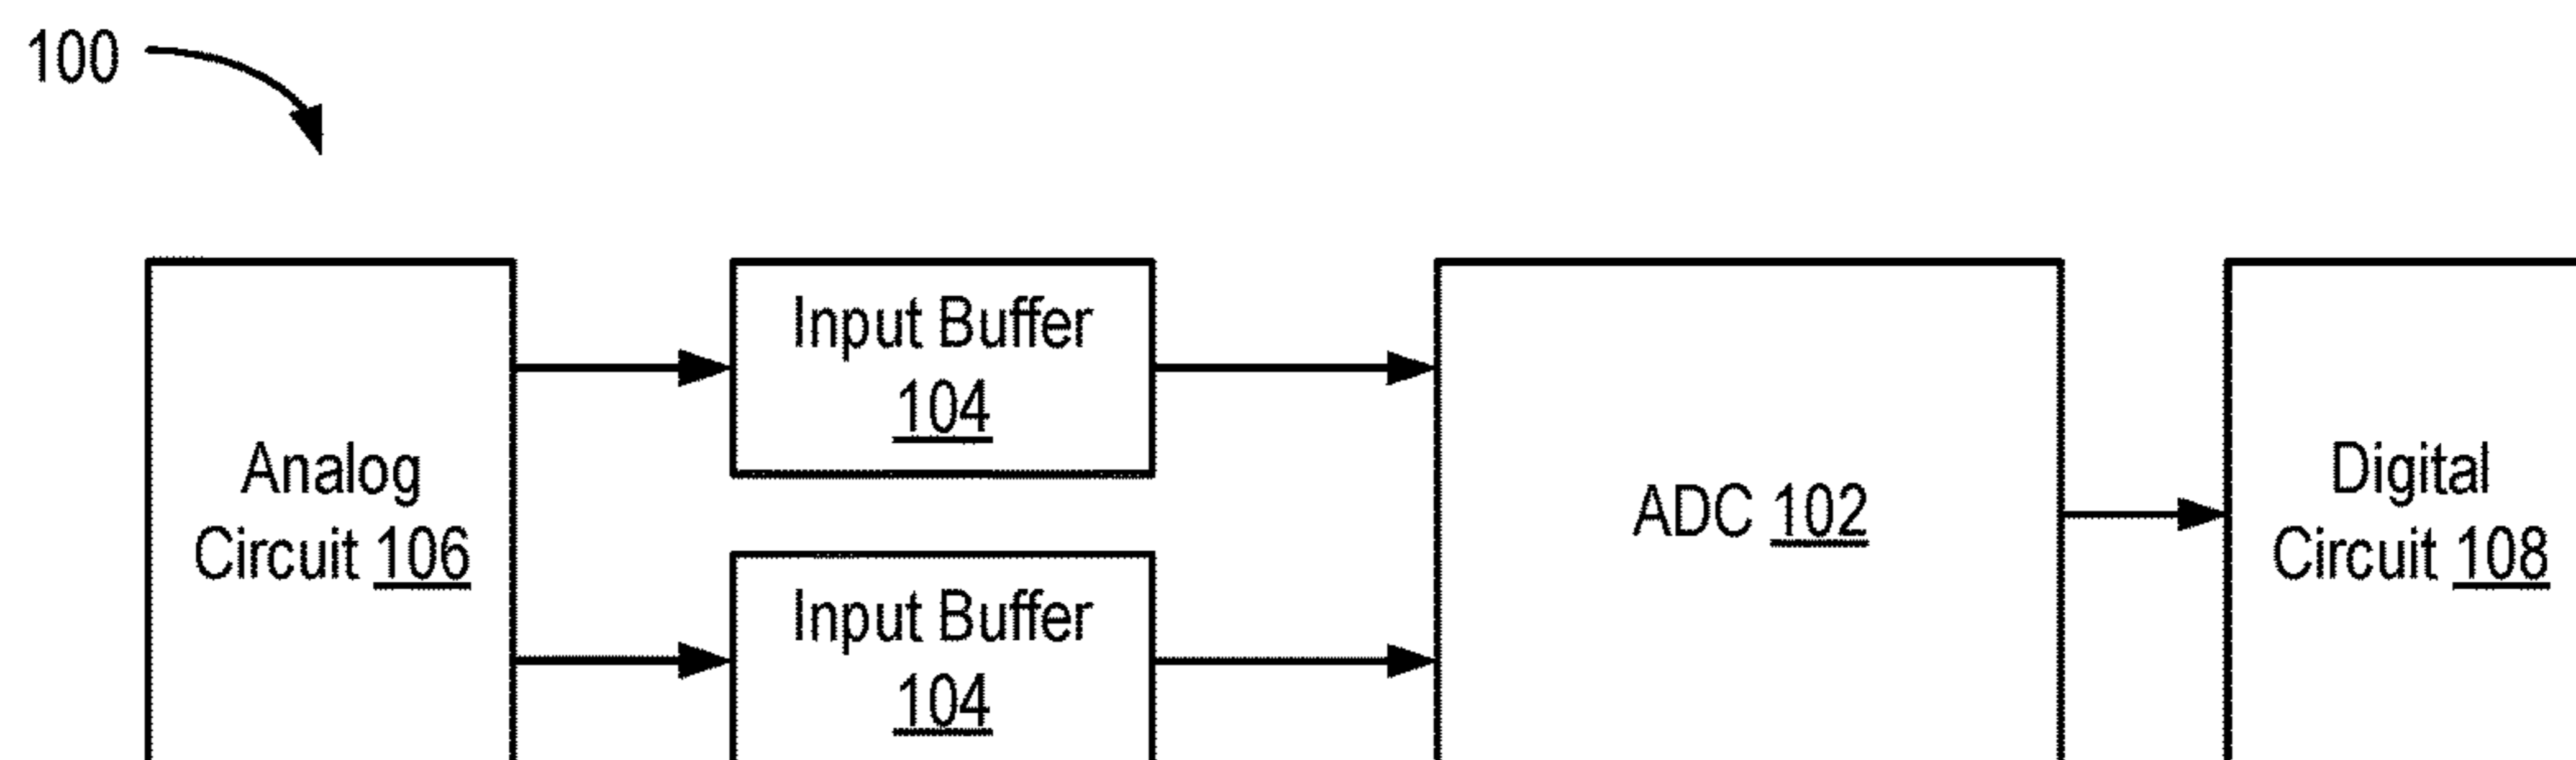 100
Analog
Circuit 106
Input Buffer
104
Input Buffer
104
ADC 102
Digital
Circuit 108